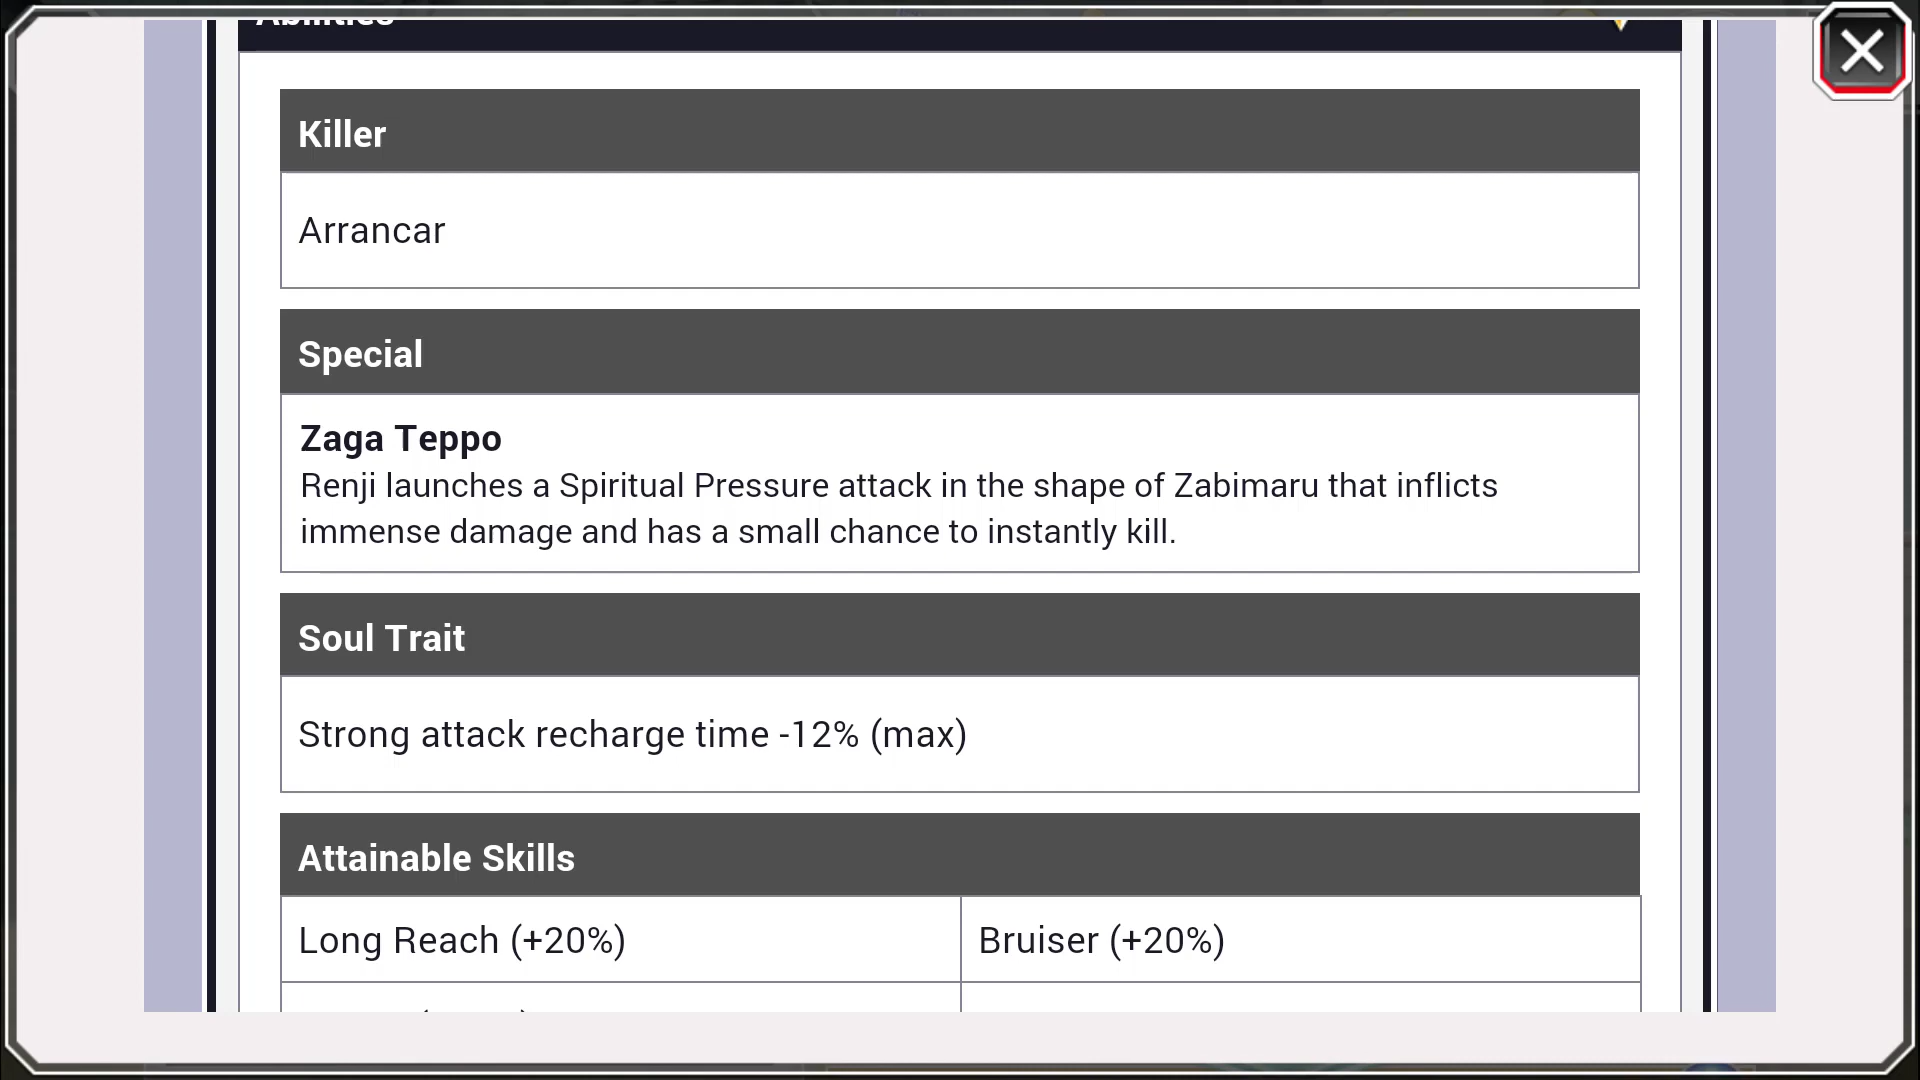 Abilities
Killer
Arrancar
Special
Zaga Teppo
Renji launches a Spiritual Pressure attack in the shape of Zabimaru that inflicts
immense damage and has a small chance to instantly kill.
Soul Trait
Strong attack recharge time -12% (max)
Attainable Skills
Long Reach (+20%)
Bruiser (+20%)